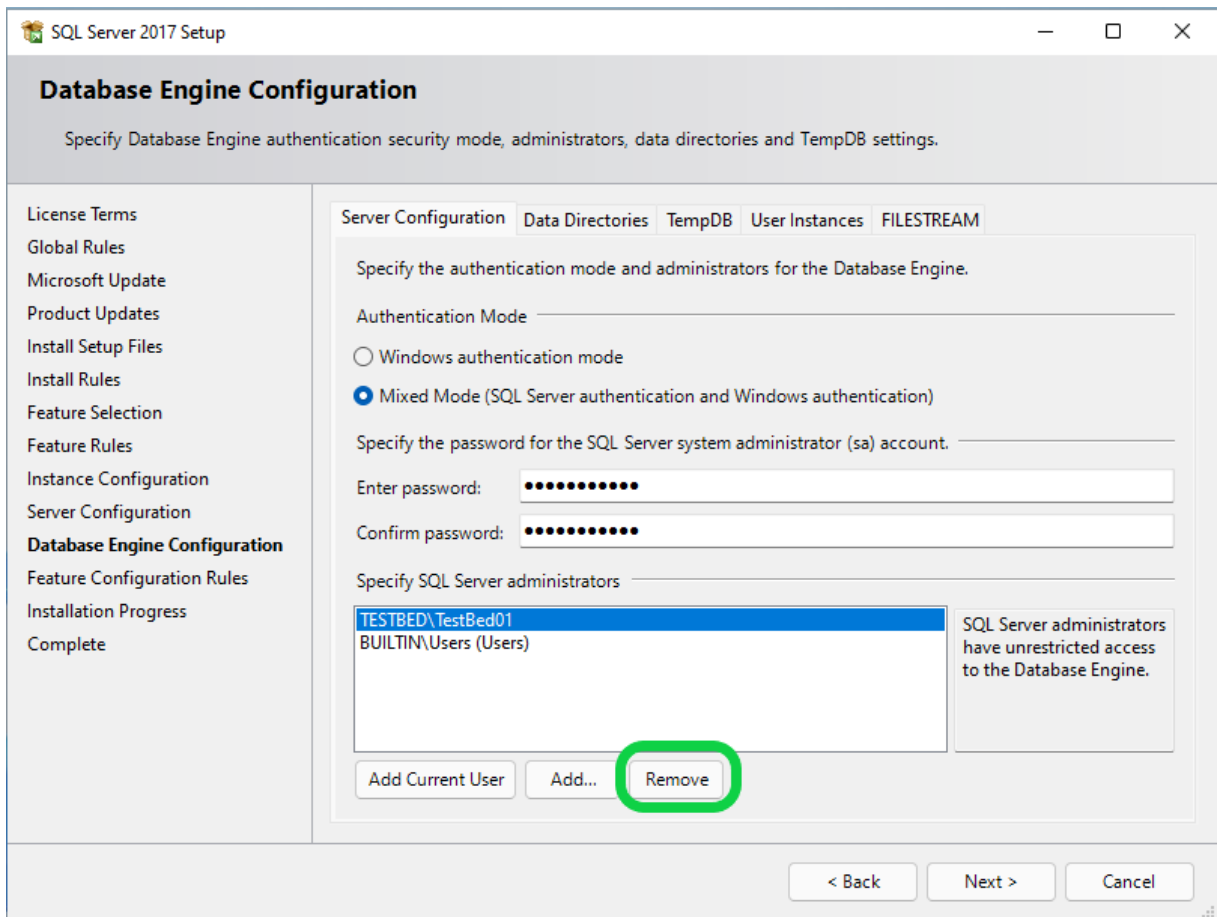 SQL Server 2017 Setup
Database Engine Configuration
Specify Database Engine authentication security mode, administrators, data directories and TempDB settings.
License Terms
Global Rules
Microsoft Update
Product Updates
Install Setup Files
Install Rules
Feature Selection
Feature Rules
Instance Configuration
Server Configuration
Database Engine Configuration
Feature Configuration Rules
Installation Progress
Complete
Server Configuration Data Directories TempDB User Instances FILESTREAM
Specify the authentication mode and administrators for the Database Engine.
Authentication Mode
Windows authentication mode
Mixed Mode (SQL Server authentication and Windows authentication)
Specify the password for the SQL Server system administrator (sa) account.
Enter password: •••••••••••
Confirm password: •••••••••••
Specify SQL Server administrators
TESTBED\TestBed01
BUILTIN\Users (Users)
SQL Server administrators
have unrestricted access
to the Database Engine.
Add Current User Add... Remove
< Back Next > Cancel